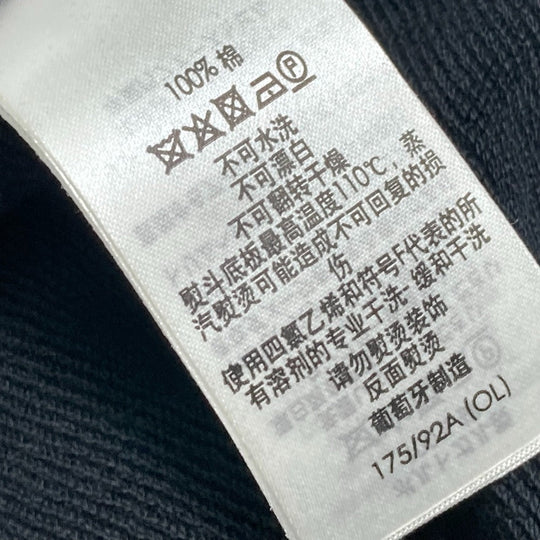 100% 棉
不可水洗
不可漂白
不可翻转干燥
熨斗底板最高温度110℃，蒸
汽熨烫可能造成不可回复的损
伤
使用四氯乙烯和符号F代表的所
有溶剂的专业干洗. 缓和干洗
请勿熨烫装饰
反面熨烫
葡萄牙制造
175/92A (OL)